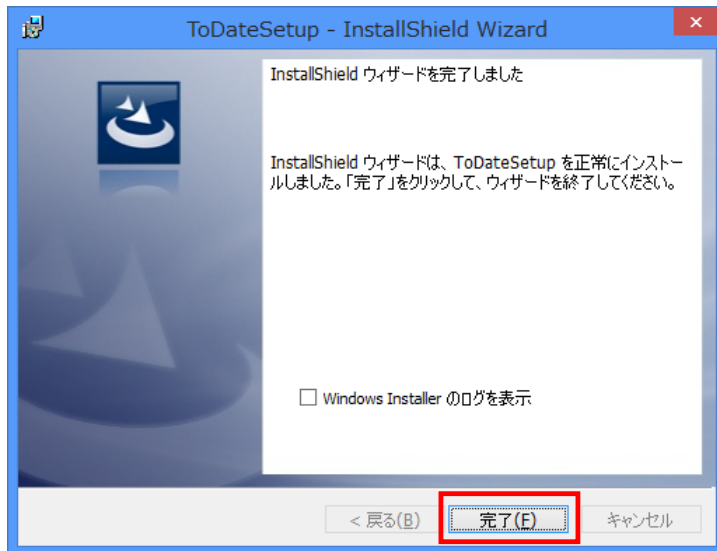 ToDateSetup - InstallShield Wizard
InstallShield ウィザードを完了しました
InstallShield ウィザードは、ToDateSetup を正常にインストー
ルしました。「完了」をクリックして、ウィザードを終了してください。
Windows Installer のログを表示
< 戻る(B) 完了(F) キャンセル